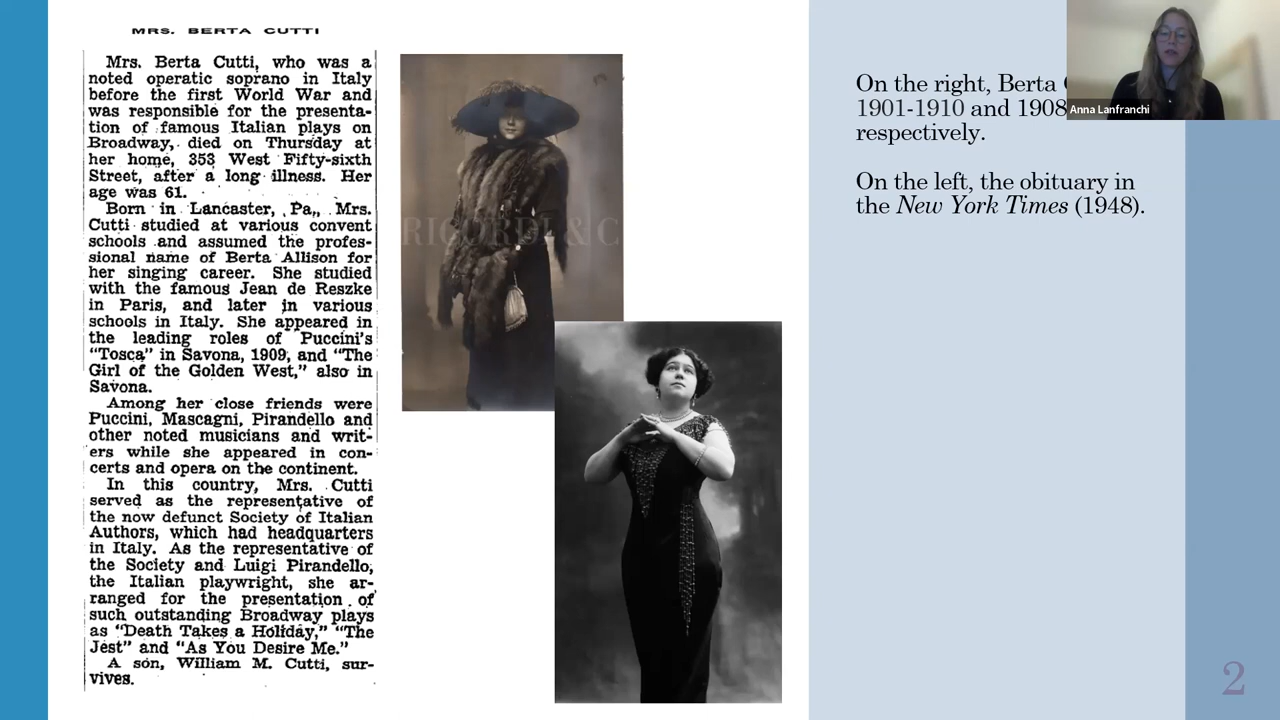 MRS. BERTA CUTTI
Mrs. Berta Cutti, who was a
noted operatic soprano in Italy
before the first World War and
was responsible for the presenta-
tion of famous Italian plays on
Broadway, died on Thursday at
her home, 353 West Fifty-sixth
Street, after a long illness. Her
age was 61.
Born in Lancaster, Pa., Mrs.
Cutti studied at various convent
schools and assumed the profes-
sional name of Berta Allison for
her singing career. She studied
with the famous Jean de Reszke
in Paris, and later in various
schools in Italy. She appeared in
the leading roles of Puccini's
"Tosca" in Savona, 1909, and "The
Girl of the Golden West," also in
Savona.
Among her close friends were
Puccini, Mascagni, Pirandello and
other noted musicians and writ-
ers while she appeared in con-
certs and opera on the continent.
In this country, Mrs. Cutti
served as the representative of
the now defunct Society of Italian
Authors, which had headquarters
in Italy. As the representative of
the Society and Luigi Pirandello,
the Italian playwright, she ar-
ranged for the presentation of
such outstanding Broadway plays
as "Death Takes a Holiday," "The
Jest" and "As You Desire Me."
A son, William M. Cutti, sur-
vives.
RICORDI & C
On the right, Berta
1901-1910 and 1908
respectively.
On the left, the obituary in
the New York Times (1948).
Anna Lanfranchi
2